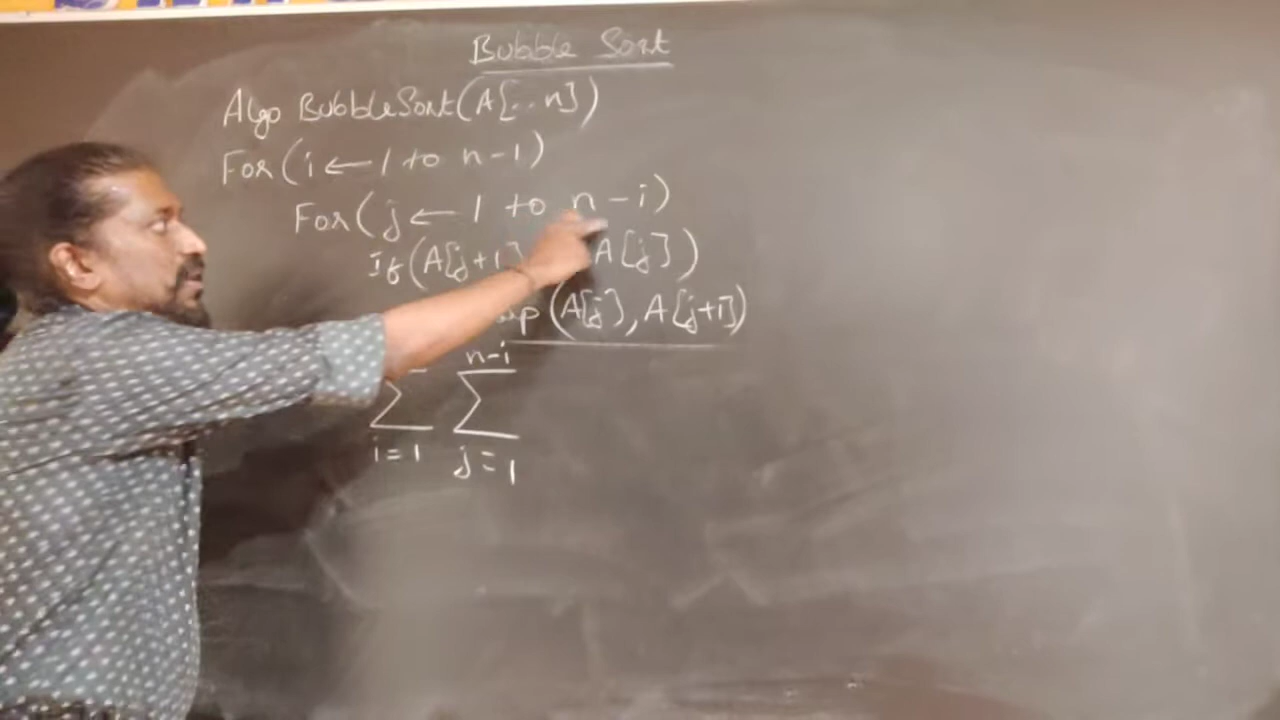 Bubble Sort
Algo BubbleSort(A[..n])
For(i ← 1 to n-1)
For(j ← 1 to n-i)
If(A[j+1] A[j])
(A[j], A[j+1])
n-i
∑ ∑
i=1 j=1